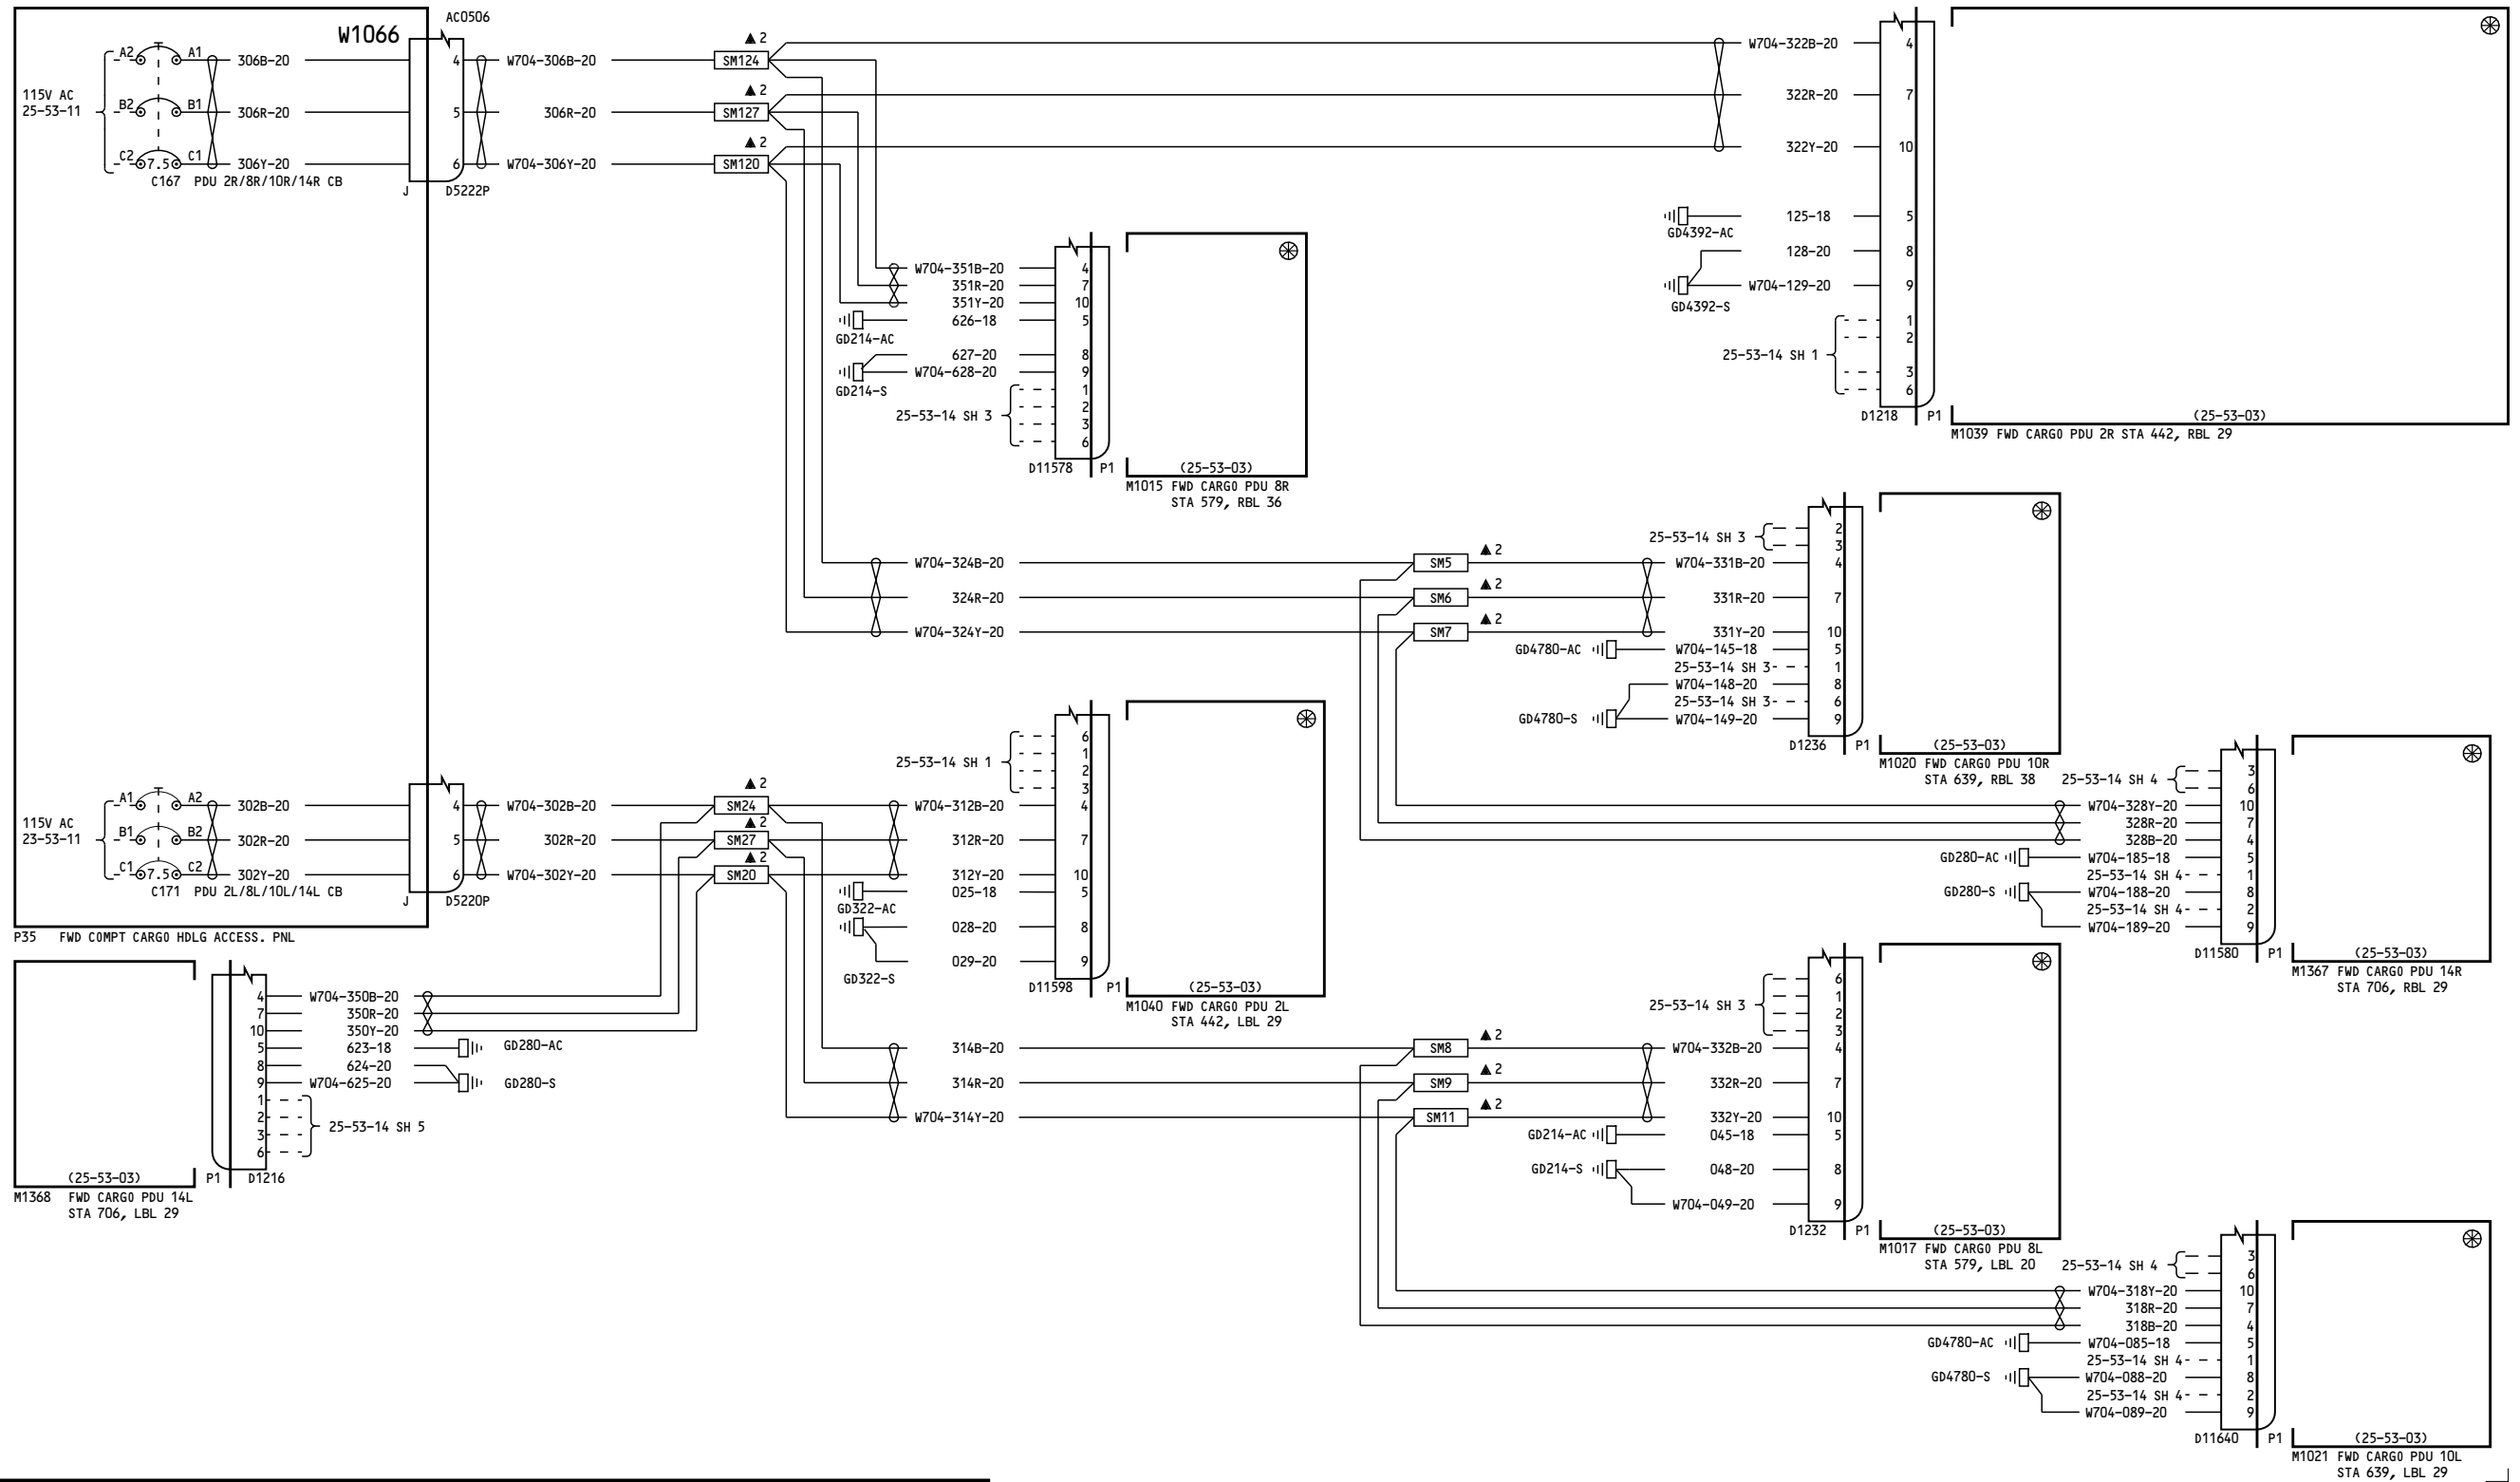 W1066
AC0506
115V AC
25-53-11
A2
A1
306B-20
4
W704-306B-20
SM124
2
B2
B1
306R-20
5
306R-20
SM127
2
C2
7.5
C1
306Y-20
6
W704-306Y-20
SM120
2
C167 PDU 2R/8R/10R/14R CB
J
D5222P
W704-322B-20
4
322R-20
7
322Y-20
10
GD4392-AC
125-18
5
128-20
8
GD4392-S
W704-129-20
9
25-53-14 SH 1
1
2
3
6
D1218
P1
(25-53-03)
M1039 FWD CARGO PDU 2R STA 442, RBL 29
W704-351B-20
4
351R-20
7
351Y-20
10
GD214-AC
626-18
5
627-20
8
GD214-S
W704-628-20
9
25-53-14 SH 3
1
2
3
6
D11578
P1
(25-53-03)
M1015 FWD CARGO PDU 8R
STA 579, RBL 36
W704-324B-20
SM5
2
324R-20
SM6
2
W704-324Y-20
SM7
2
25-53-14 SH 3
2
3
W704-331B-20
4
331R-20
7
331Y-20
10
GD4780-AC
W704-145-18
5
25-53-14 SH 3
1
W704-148-20
8
25-53-14 SH 3
6
GD4780-S
W704-149-20
9
D1236
P1
(25-53-03)
M1020 FWD CARGO PDU 10R
STA 639, RBL 38
25-53-14 SH 4
3
6
W704-328Y-20
10
328R-20
7
328B-20
4
GD280-AC
W704-185-18
5
25-53-14 SH 4
1
GD280-S
W704-188-20
8
25-53-14 SH 4
2
W704-189-20
9
D11580
P1
(25-53-03)
M1367 FWD CARGO PDU 14R
STA 706, RBL 29
115V AC
23-53-11
A1
A2
302B-20
4
W704-302B-20
SM24
2
B1
B2
302R-20
5
302R-20
SM27
2
C1
7.5
C2
302Y-20
6
W704-302Y-20
SM20
2
C171 PDU 2L/8L/10L/14L CB
J
D5220P
P35 FWD COMPT CARGO HDLG ACCESS. PNL
25-53-14 SH 1
6
1
2
3
W704-312B-20
4
312R-20
7
312Y-20
10
GD322-AC
025-18
5
028-20
8
GD322-S
029-20
9
D11598
P1
(25-53-03)
M1040 FWD CARGO PDU 2L
STA 442, LBL 29
4
W704-350B-20
7
350R-20
10
350Y-20
5
623-18
GD280-AC
8
624-20
9
W704-625-20
GD280-S
1
2
3
6
25-53-14 SH 5
(25-53-03)
P1
D1216
M1368 FWD CARGO PDU 14L
STA 706, LBL 29
314B-20
SM8
2
314R-20
SM9
2
W704-314Y-20
SM11
2
25-53-14 SH 3
6
1
2
3
W704-332B-20
4
332R-20
7
332Y-20
10
GD214-AC
045-18
5
GD214-S
048-20
8
W704-049-20
9
D1232
P1
(25-53-03)
M1017 FWD CARGO PDU 8L
STA 579, LBL 20
25-53-14 SH 4
3
6
W704-318Y-20
10
318R-20
7
318B-20
4
GD4780-AC
W704-085-18
5
25-53-14 SH 4
1
GD4780-S
W704-088-20
8
25-53-14 SH 4
2
W704-089-20
9
D11640
P1
(25-53-03)
M1021 FWD CARGO PDU 10L
STA 639, LBL 29